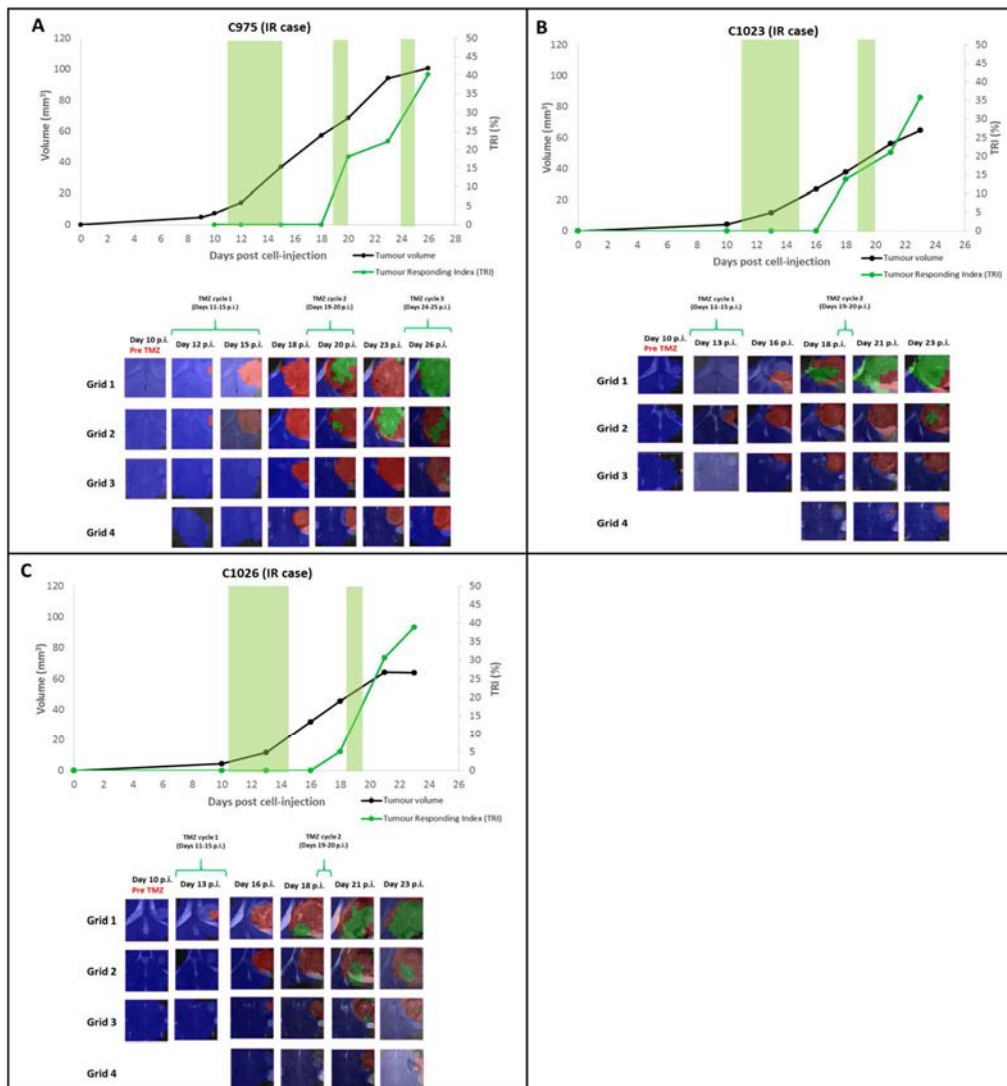 A
C975 (IR case)
120
100
80
60
40
20
0
Volume (mm³)
50
45
40
35
30
25
20
15
10
5
0
TRI (%)
0 2 4 6 8 10 12 14 16 18 20 22 24 26 28
Days post cell-injection
Tumour volume
Tumour Responding Index (TRI)
TMZ cycle 1
(Days 11-15 p.i.)
TMZ cycle 2
(Days 19-20 p.i.)
TMZ cycle 3
(Days 24-25 p.i.)
Day 10 p.i. Day 12 p.i. Day 15 p.i. Day 18 p.i. Day 20 p.i. Day 23 p.i. Day 26 p.i.
Pre TMZ
Grid 1
Grid 2
Grid 3
Grid 4
B
C1023 (IR case)
120
100
80
60
40
20
0
Volume (mm³)
50
45
40
35
30
25
20
15
10
5
0
TRI (%)
0 2 4 6 8 10 12 14 16 18 20 22 24 26
Days post cell-injection
Tumour volume
Tumour Responding Index (TRI)
TMZ cycle 1
(Days 11-15 p.i.)
TMZ cycle 2
(Days 19-20 p.i.)
Day 10 p.i. Day 13 p.i. Day 16 p.i. Day 18 p.i. Day 21 p.i. Day 23 p.i.
Pre TMZ
Grid 1
Grid 2
Grid 3
Grid 4
C
C1026 (IR case)
120
100
80
60
40
20
0
Volume (mm³)
50
45
40
35
30
25
20
15
10
5
0
TRI (%)
0 2 4 6 8 10 12 14 16 18 20 22 24 26
Days post cell-injection
Tumour volume
Tumour Responding Index (TRI)
TMZ cycle 1
(Days 11-15 p.i.)
TMZ cycle 2
(Days 19-20 p.i.)
Day 10 p.i. Day 13 p.i. Day 16 p.i. Day 18 p.i. Day 21 p.i. Day 23 p.i.
Pre TMZ
Grid 1
Grid 2
Grid 3
Grid 4